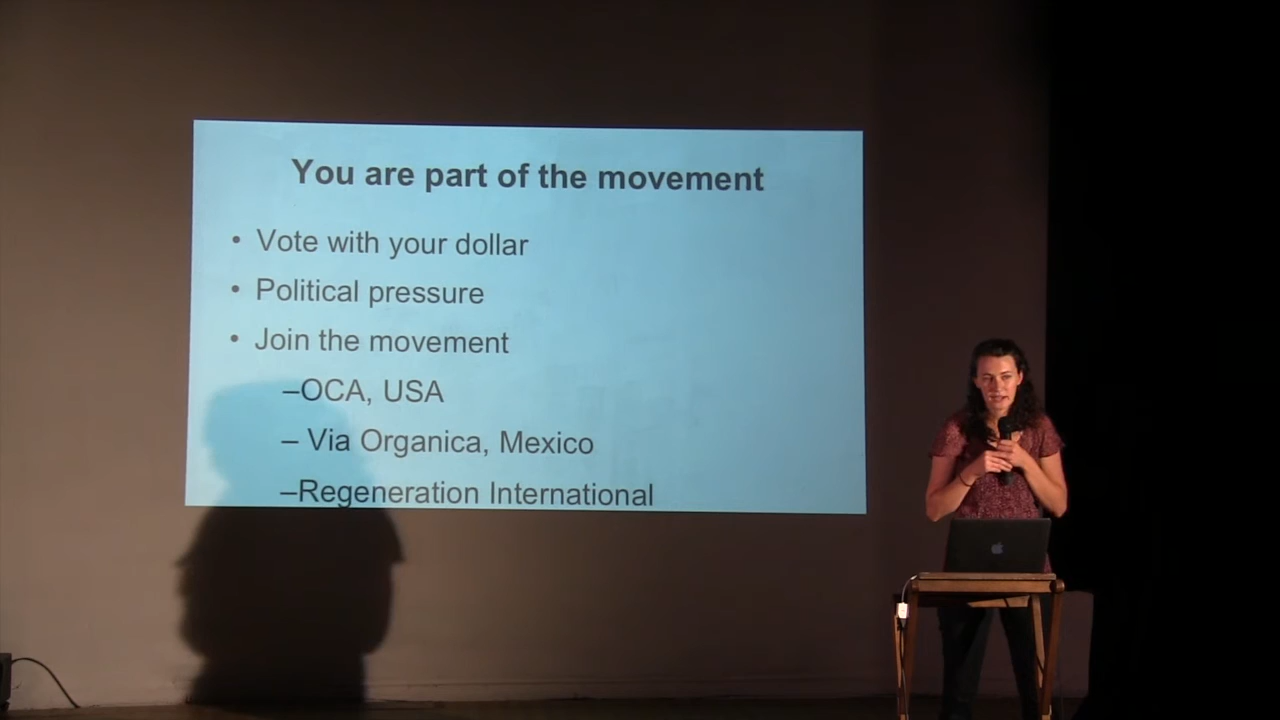 You are part of the movement
• Vote with your dollar
• Political pressure
• Join the movement
–OCA, USA
– Via Organica, Mexico
–Regeneration International